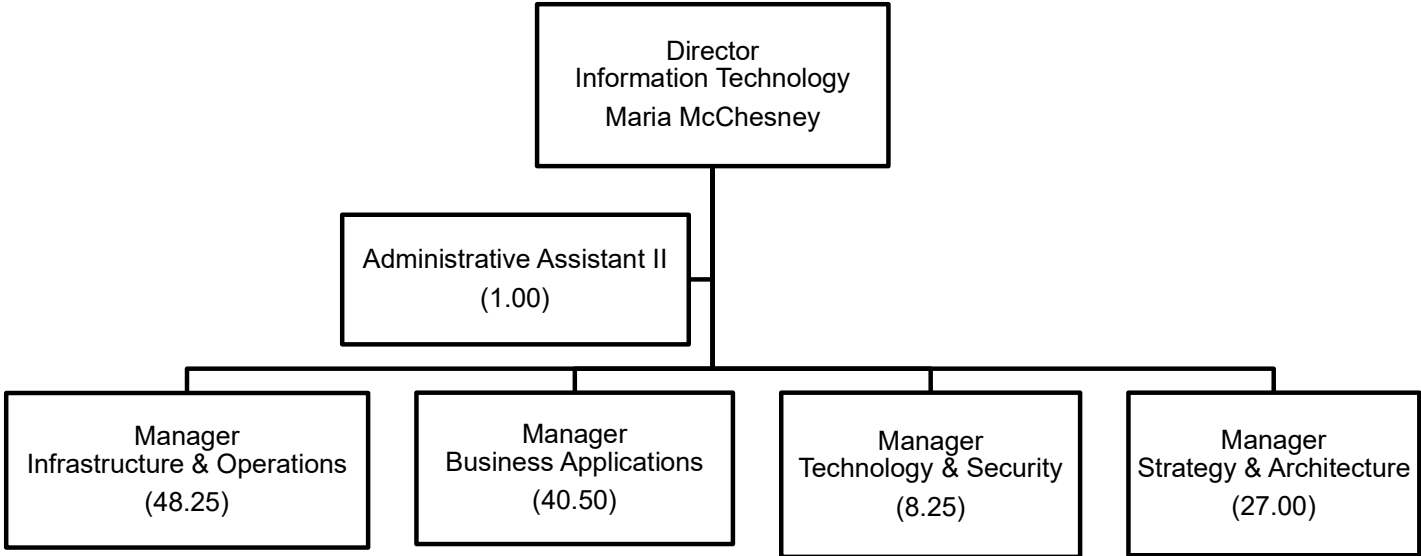 Director
Information Technology
Maria McChesney
Administrative Assistant II
(1.00)
Manager
Infrastructure & Operations
(48.25)
Manager
Business Applications
(40.50)
Manager
Technology & Security
(8.25)
Manager
Strategy & Architecture
(27.00)